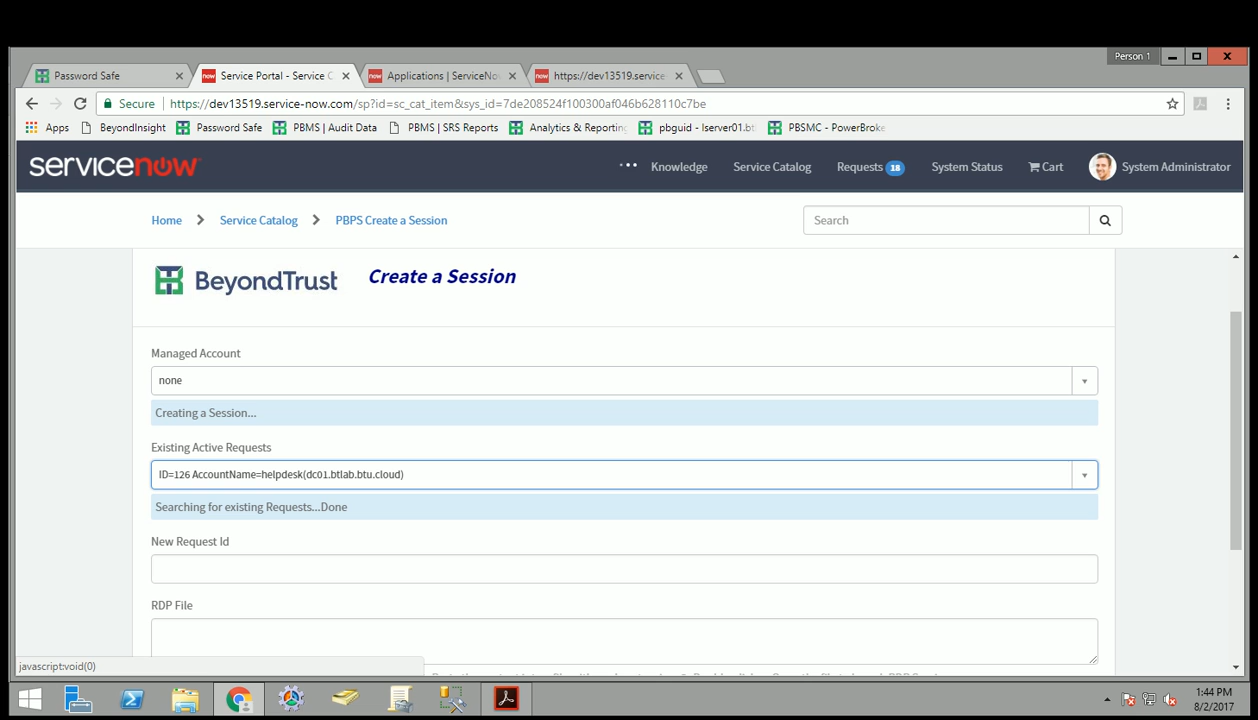 Person 1
Password Safe
Service Portal - Service C
Applications | ServiceNo
https://dev13519.service-
Secure
https://dev13519.service-now.com/sp?id=sc_cat_item&sys_id=7de208524f100300af046b628110c7be
Apps
BeyondInsight
Password Safe
PBMS | Audit Data
PBMS | SRS Reports
Analytics & Reporting
pbguid - Iserver01.bt
PBSMC - PowerBroke
servicenow
Knowledge
Service Catalog
Requests 18
System Status
Cart
System Administrator
Home
Service Catalog
PBPS Create a Session
Search
BeyondTrust
Create a Session
Managed Account
none
Creating a Session...
Existing Active Requests
ID=126 AccountName=helpdesk(dc01.btlab.btu.cloud)
Searching for existing Requests...Done
New Request Id
RDP File
javascript:void(0)
1:44 PM
8/2/2017